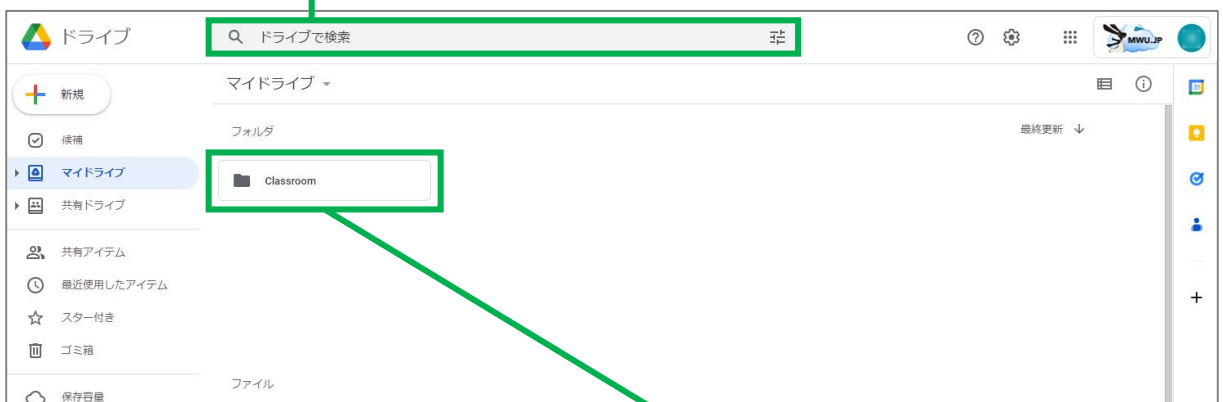 ドライブ
ドライブで検索
MWU.JP
新規
マイドライブ
31
候補
フォルダ
最終更新
マイドライブ
Classroom
共有ドライブ
共有アイテム
最近使用したアイテム
スター付き
ゴミ箱
ファイル
保存容量